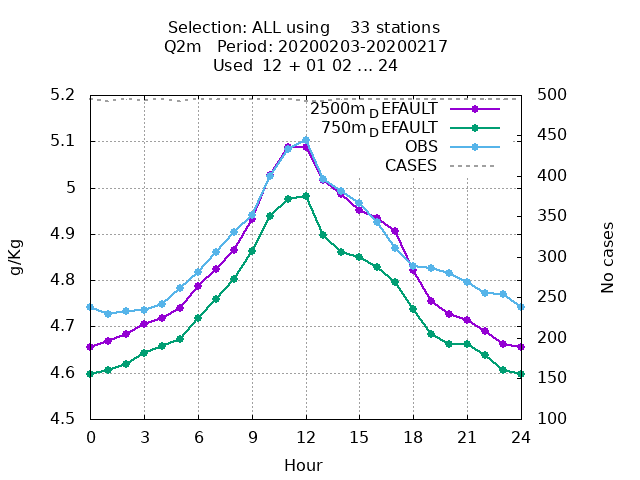 Selection: ALL using 33 stations
Q2m Period: 20200203-20200217
Used 12 + 01 02 ... 24
5.2
5.1
5
4.9
4.8
4.7
4.6
4.5
g/Kg
500
450
400
350
300
250
200
150
100
No cases
2500m_DEFAULT
750m_DEFAULT
OBS
CASES
0 3 6 9 12 15 18 21 24
Hour